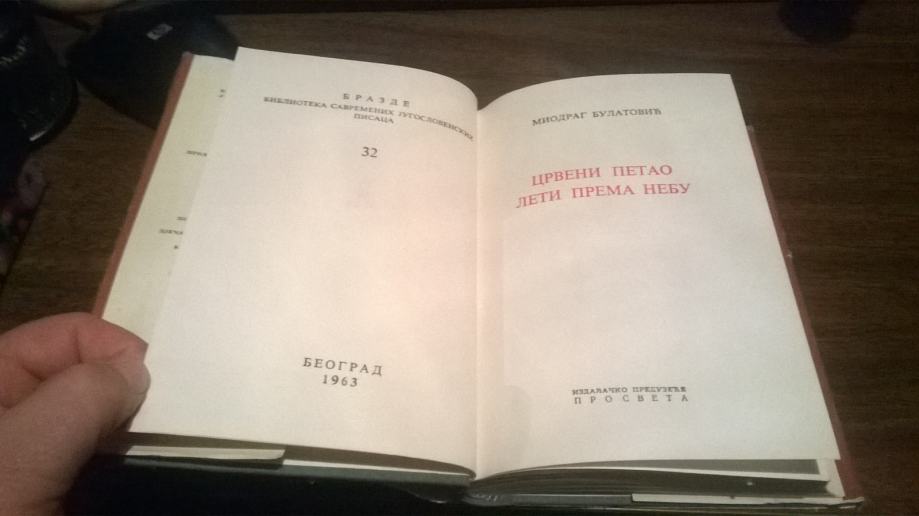 БРАЗДЕ
БИБЛИОТЕКА САВРЕМЕНИХ ЈУГОСЛОВЕНСКИХ
ПИСАЦА
32
БЕОГРАД
1963
МИОДРАГ БУЛАТОВИЋ
ЦРВЕНИ ПЕТАО
ЛЕТИ ПРЕМА НЕБУ
ИЗДАВАЧКО ПРЕДУЗЕЋЕ
ПРОСВЕТА